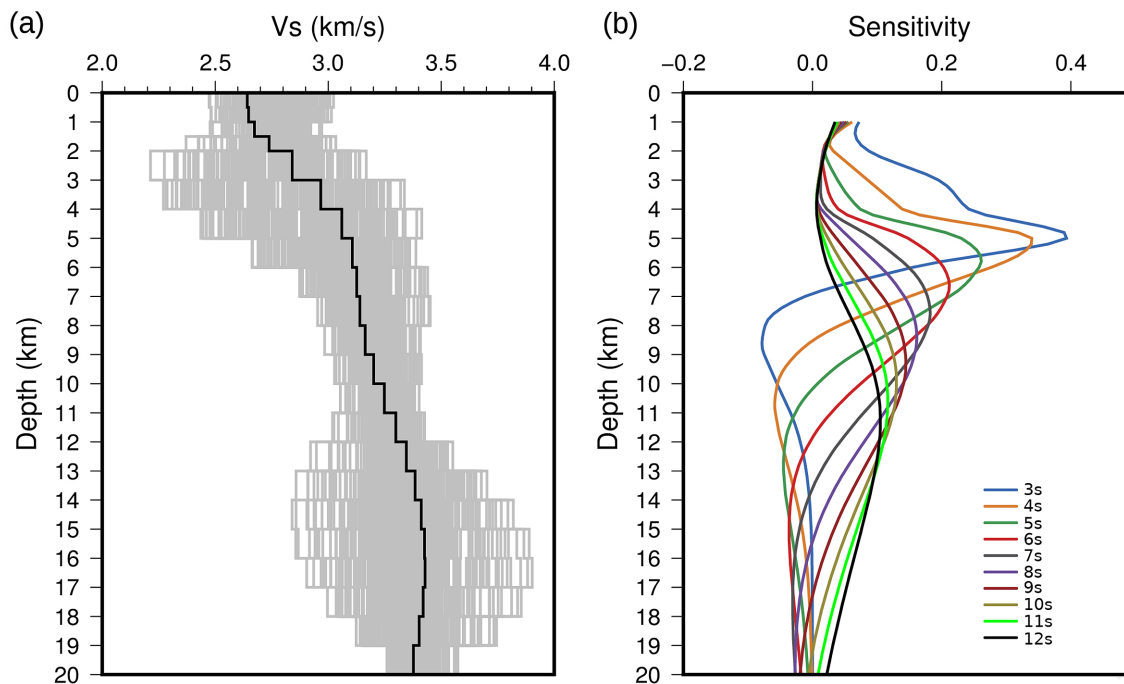 (a)
Vs (km/s)
2.0 2.5 3.0 3.5 4.0
Depth (km)
0
1
2
3
4
5
6
7
8
9
10
11
12
13
14
15
16
17
18
19
20
(b)
Sensitivity
−0.2 0.0 0.2 0.4
Depth (km)
0
1
2
3
4
5
6
7
8
9
10
11
12
13
14
15
16
17
18
19
20
3s
4s
5s
6s
7s
8s
9s
10s
11s
12s